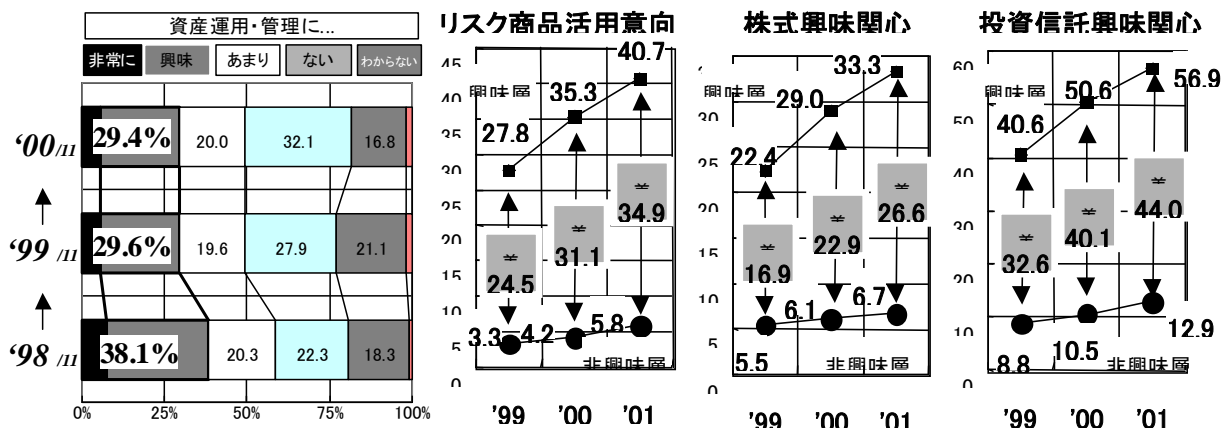 資産運用・管理に...
非常に 興味 あまり ない わからない
‘00/11 29.4% 20.0 32.1 16.8
‘99/11 29.6% 19.6 27.9 21.1
‘98/11 38.1% 20.3 22.3 18.3
0% 25% 50% 75% 100%
リスク商品活用意向
45
40
35
30
25
20
15
10
5
0
興味層
27.8 35.3 40.7
24.5 31.1 34.9
3.3 4.2 5.8
非興味層
'99 '00 '01
株式興味関心
興味層
30
25
20
15
10
5
0
22.4 29.0 33.3
16.9 22.9 26.6
5.5 6.1 6.7
非興味層
'99 '00 '01
投資信託興味関心
60
50
40
30
20
10
0
興味層
40.6 50.6 56.9
32.6 40.1 44.0
8.8 10.5 12.9
非興味層
'99 '00 '01